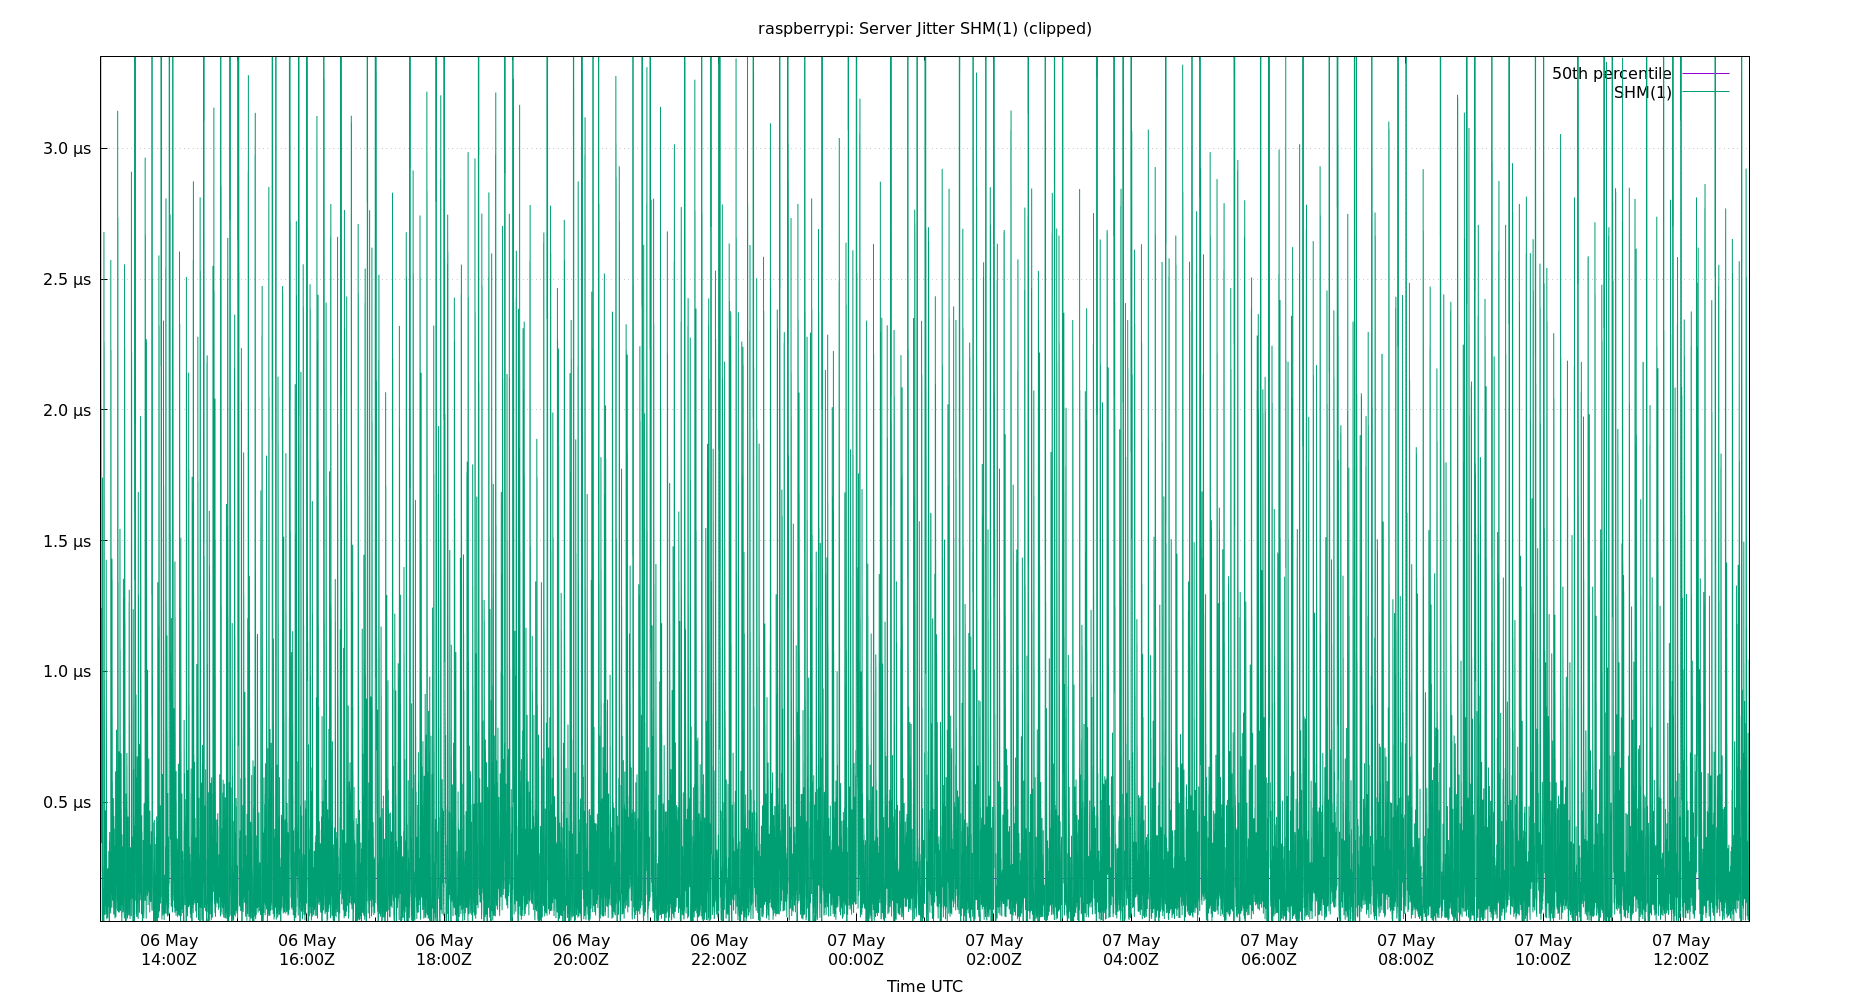 raspberrypi: Server Jitter SHM(1) (clipped)
50th percentile
SHM(1)
3.0 µs
2.5 µs
2.0 µs
1.5 µs
1.0 µs
0.5 µs
06 May 06 May 06 May 06 May 06 May 07 May 07 May 07 May 07 May 07 May 07 May 07 May
14:00Z 16:00Z 18:00Z 20:00Z 22:00Z 00:00Z 02:00Z 04:00Z 06:00Z 08:00Z 10:00Z 12:00Z
Time UTC